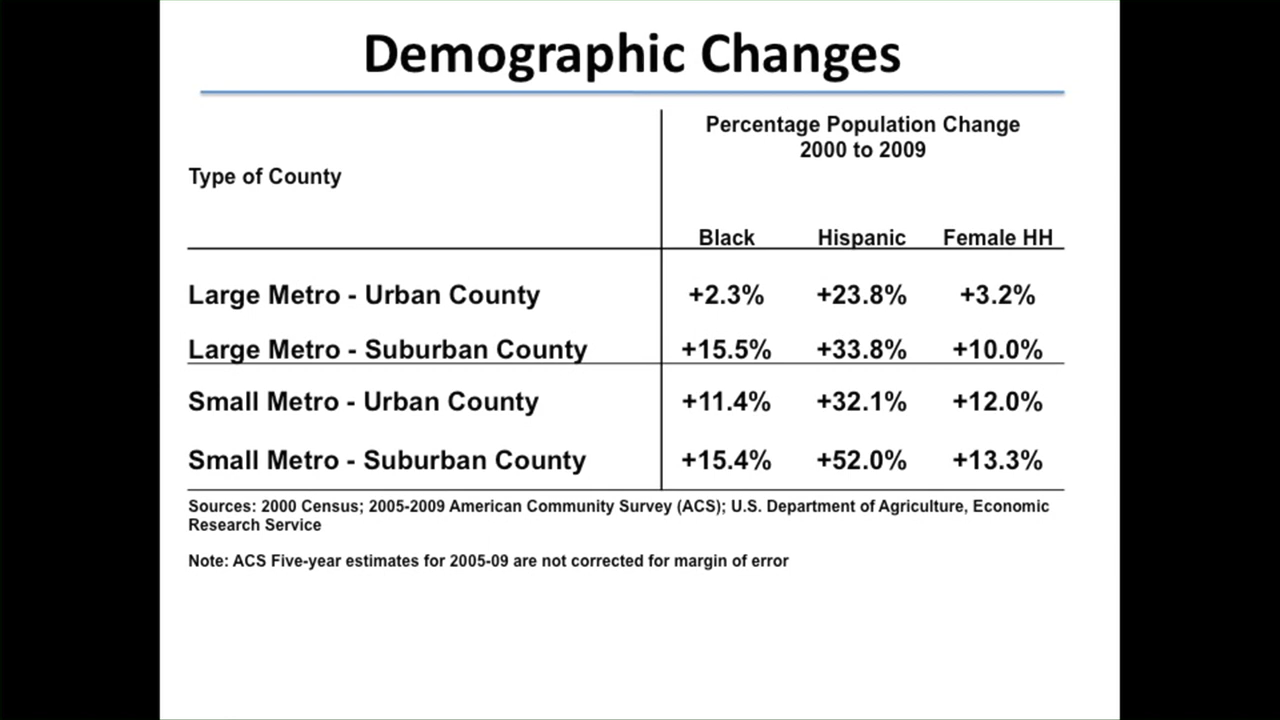 Demographic Changes
Percentage Population Change
2000 to 2009
Type of County
Black Hispanic Female HH
Large Metro - Urban County +2.3% +23.8% +3.2%
Large Metro - Suburban County +15.5% +33.8% +10.0%
Small Metro - Urban County +11.4% +32.1% +12.0%
Small Metro - Suburban County +15.4% +52.0% +13.3%
Sources: 2000 Census; 2005-2009 American Community Survey (ACS); U.S. Department of Agriculture, Economic
Research Service
Note: ACS Five-year estimates for 2005-09 are not corrected for margin of error